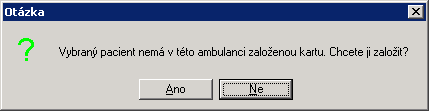 Otázka
Vybraný pacient nemá v této ambulanci založenou kartu. Chcete ji založit?
Ano
Ne